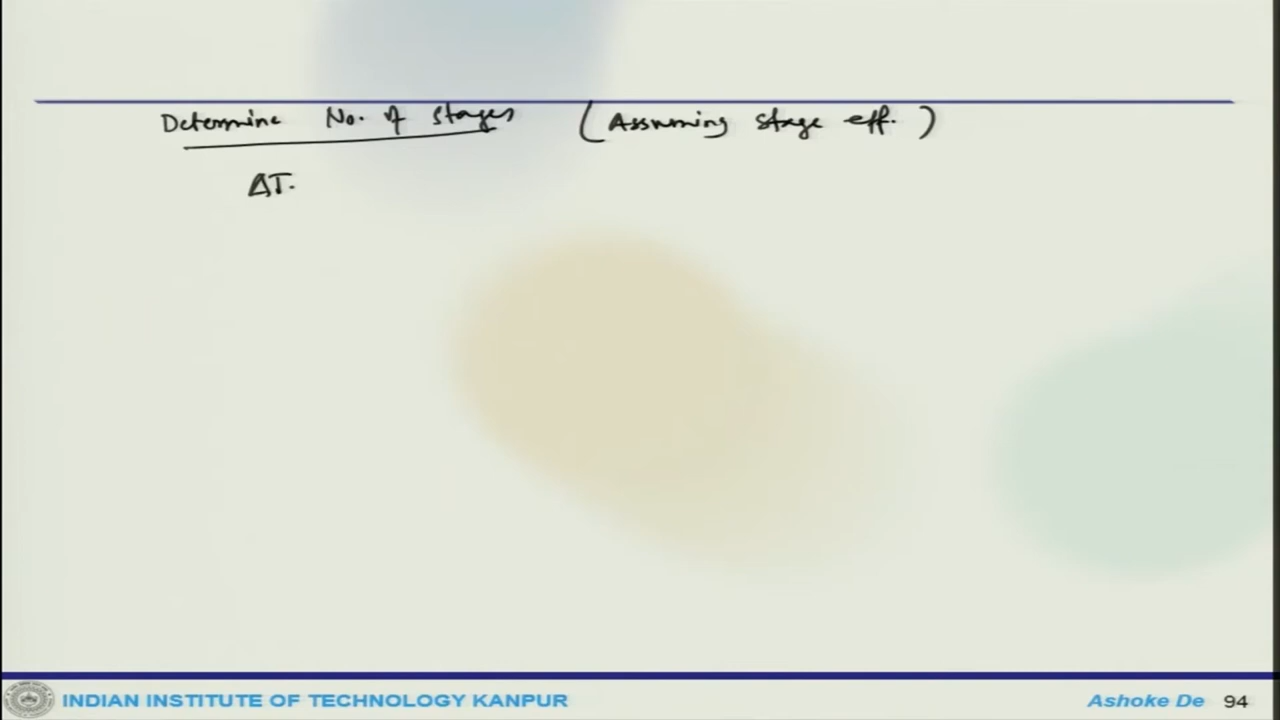 Determine No. of stages (Assuming stage eff.)
ΔT.
INDIAN INSTITUTE OF TECHNOLOGY KANPUR
Ashoke De 94